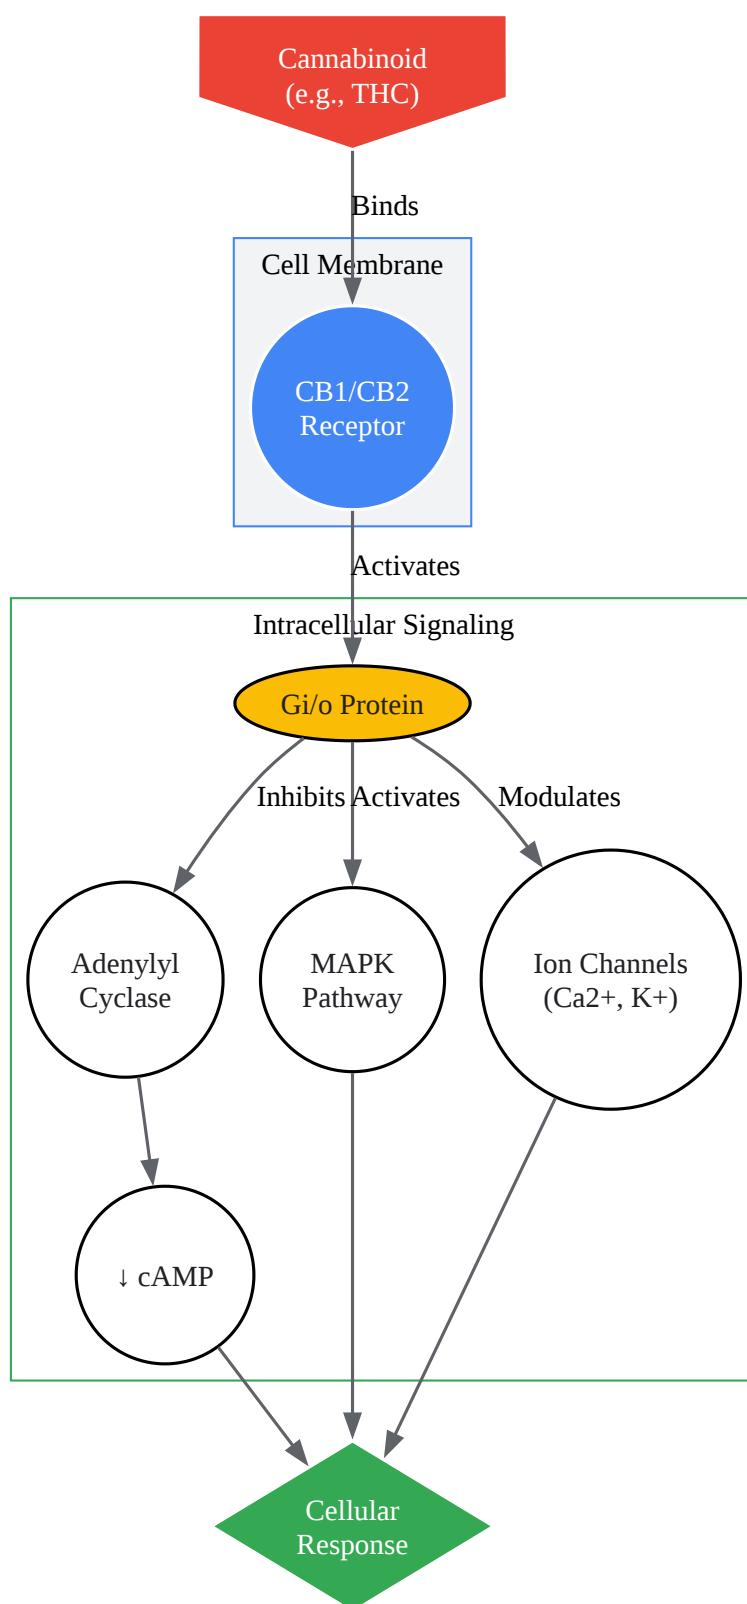 Cannabinoid
(e.g., THC)
Binds
Cell Membrane
CB1/CB2
Receptor
Activates
Intracellular Signaling
Gi/o Protein
Inhibits
Activates
Modulates
Adenylyl
Cyclase
MAPK
Pathway
Ion Channels
(Ca2+, K+)
↓ cAMP
Cellular
Response